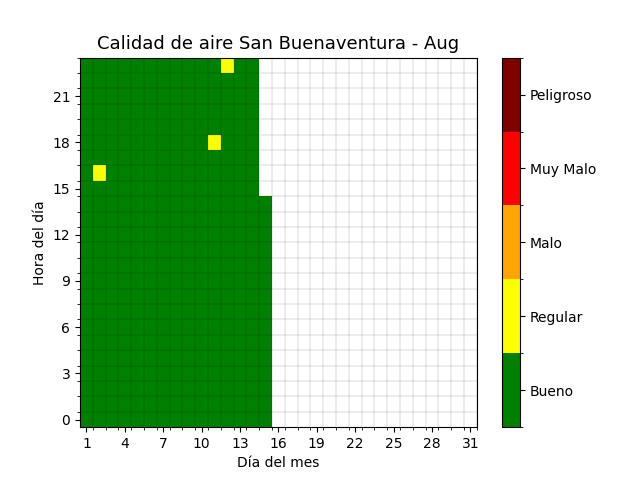 Calidad de aire San Buenaventura - Aug
21
18
15
12
9
6
3
0
Hora del día
1 4 7 10 13 16 19 22 25 28 31
Día del mes
Peligroso
Muy Malo
Malo
Regular
Bueno